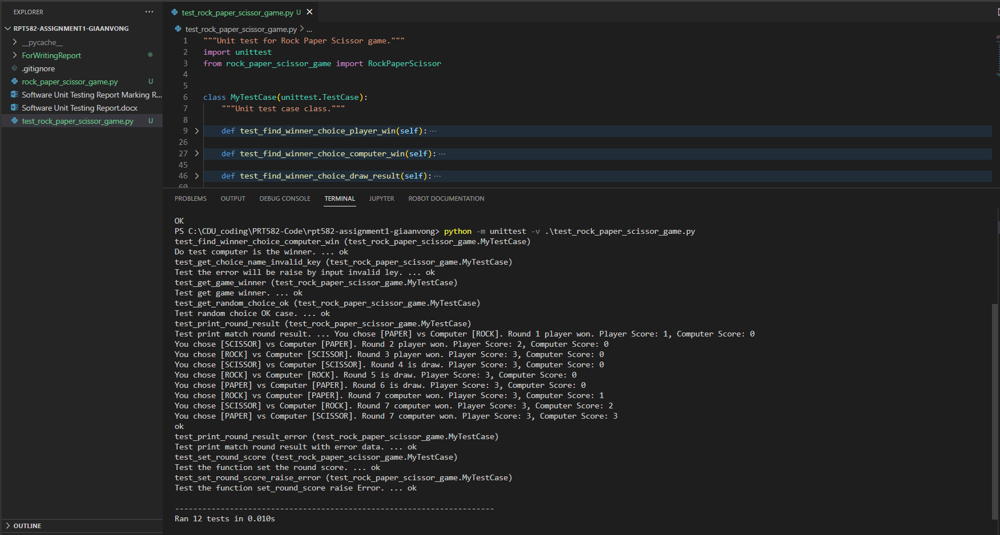 EXPLORER
···
RPT582-ASSIGNMENT1-GIAANVONG
__pycache__
ForWritingReport
.gitignore
rock_paper_scissor_game.py U
Software Unit Testing Report Marking R...
Software Unit Testing Report.docx
test_rock_paper_scissor_game.py U
OUTLINE
test_rock_paper_scissor_game.py U
test_rock_paper_scissor_game.py > ...
1 """Unit test for Rock Paper Scissor game."""
2 import unittest
3 from rock_paper_scissor_game import RockPaperScissor
4
5
6 class MyTestCase(unittest.TestCase):
7 """Unit test case class."""
8
9 def test_find_winner_choice_player_win(self): ···
26
27 def test_find_winner_choice_computer_win(self): ···
45
46 def test_find_winner_choice_draw_result(self): ···
60
PROBLEMS OUTPUT DEBUG CONSOLE TERMINAL JUPYTER ROBOT DOCUMENTATION
OK
PS C:\CDU_coding\PRT582-Code\rpt582-assignment1-giaanvong> python -m unittest -v .\test_rock_paper_scissor_game.py
test_find_winner_choice_computer_win (test_rock_paper_scissor_game.MyTestCase)
Do test computer is the winner. ... ok
test_get_choice_name_invalid_key (test_rock_paper_scissor_game.MyTestCase)
Test the error will be raise by input invalid ley. ... ok
test_get_game_winner (test_rock_paper_scissor_game.MyTestCase)
Test get game winner. ... ok
test_get_random_choice_ok (test_rock_paper_scissor_game.MyTestCase)
Test random choice OK case. ... ok
test_print_round_result (test_rock_paper_scissor_game.MyTestCase)
Test print match round result. ... You chose [PAPER] vs Computer [ROCK]. Round 1 player won. Player Score: 1, Computer Score: 0
You chose [SCISSOR] vs Computer [PAPER]. Round 2 player won. Player Score: 2, Computer Score: 0
You chose [ROCK] vs Computer [SCISSOR]. Round 3 player won. Player Score: 3, Computer Score: 0
You chose [SCISSOR] vs Computer [SCISSOR]. Round 4 is draw. Player Score: 3, Computer Score: 0
You chose [ROCK] vs Computer [ROCK]. Round 5 is draw. Player Score: 3, Computer Score: 0
You chose [PAPER] vs Computer [PAPER]. Round 6 is draw. Player Score: 3, Computer Score: 0
You chose [ROCK] vs Computer [PAPER]. Round 7 computer won. Player Score: 3, Computer Score: 1
You chose [SCISSOR] vs Computer [ROCK]. Round 7 computer won. Player Score: 3, Computer Score: 2
You chose [PAPER] vs Computer [SCISSOR]. Round 7 computer won. Player Score: 3, Computer Score: 3
ok
test_print_round_result_error (test_rock_paper_scissor_game.MyTestCase)
Test print match round result with error data. ... ok
test_set_round_score (test_rock_paper_scissor_game.MyTestCase)
Test the function set the round score. ... ok
test_set_round_score_raise_error (test_rock_paper_scissor_game.MyTestCase)
Test the function set_round_score raise Error. ... ok
----------------------------------------------------------------------
Ran 12 tests in 0.010s